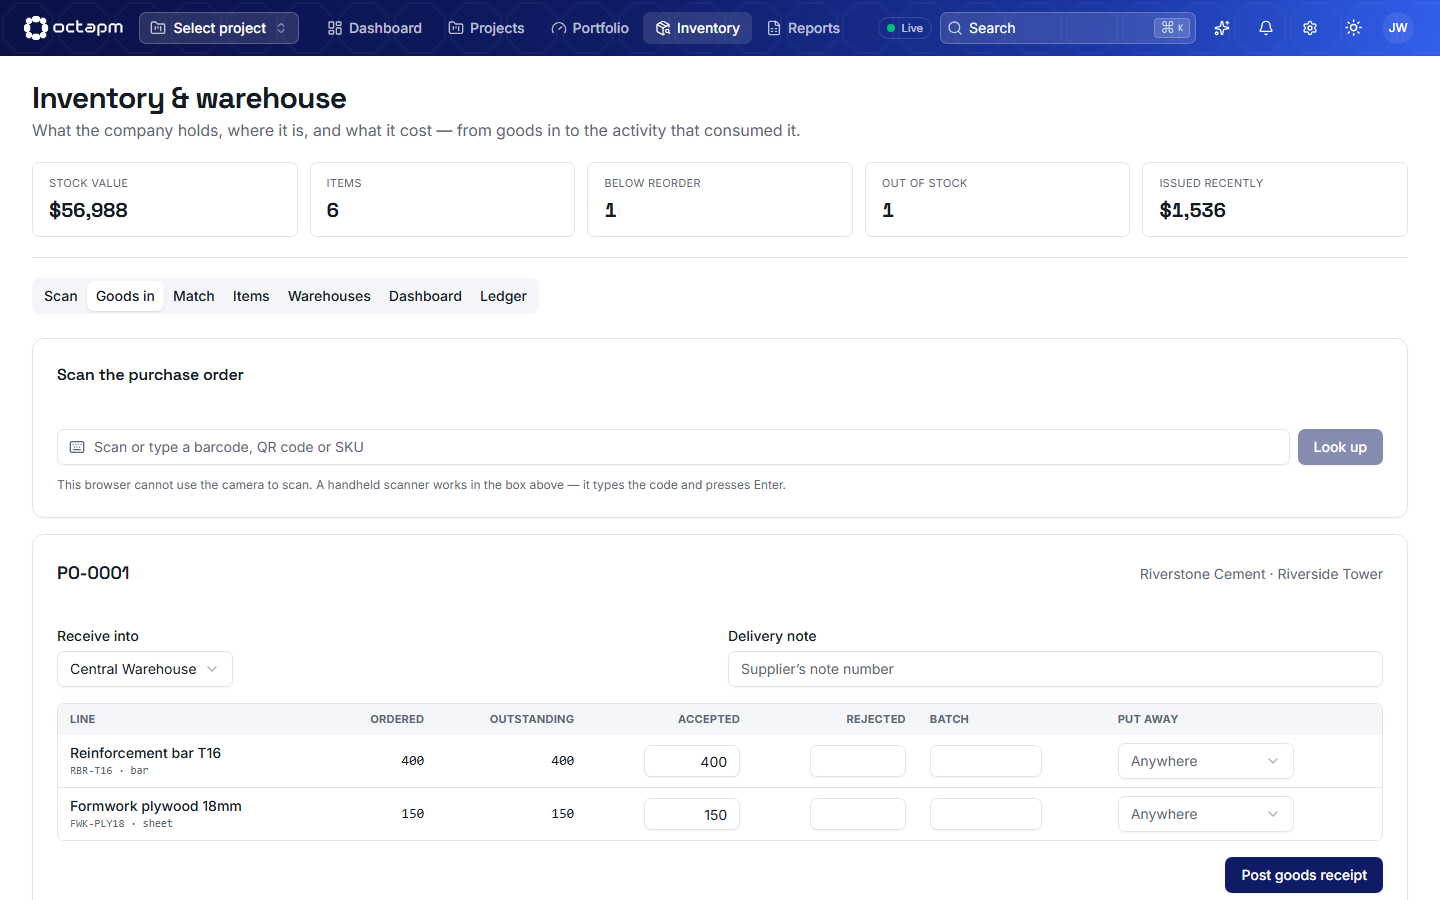 octapm
Select project
Dashboard
Projects
Portfolio
Inventory
Reports
Live
Search
⌘ K
JW
Inventory & warehouse
What the company holds, where it is, and what it cost — from goods in to the activity that consumed it.
STOCK VALUE
$56,988
ITEMS
6
BELOW REORDER
1
OUT OF STOCK
1
ISSUED RECENTLY
$1,536
Scan
Goods in
Match
Items
Warehouses
Dashboard
Ledger
Scan the purchase order
Scan or type a barcode, QR code or SKU
Look up
This browser cannot use the camera to scan. A handheld scanner works in the box above — it types the code and presses Enter.
PO-0001
Riverstone Cement · Riverside Tower
Receive into
Delivery note
Central Warehouse
Supplier’s note number
LINE ORDERED OUTSTANDING ACCEPTED REJECTED BATCH PUT AWAY
Reinforcement bar T16 400 400 400 Anywhere
RBR-T16 · bar
Formwork plywood 18mm 150 150 150 Anywhere
FWK-PLY18 · sheet
Post goods receipt